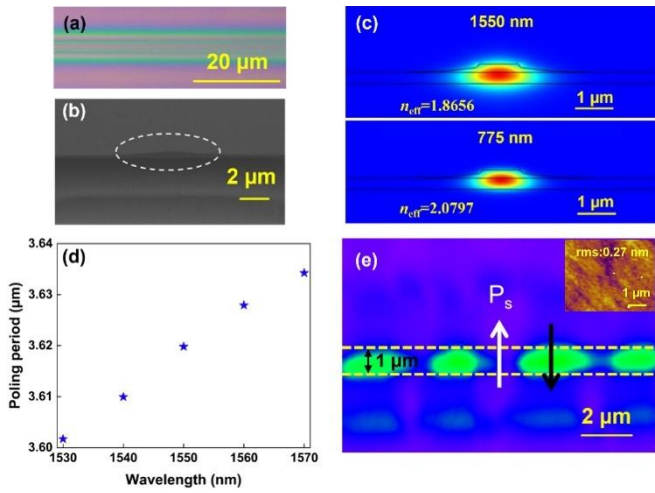 (a)
20 μm
(b)
2 μm
(c)
1550 nm
neff=1.8656
1 μm
775 nm
neff=2.0797
1 μm
(d)
Poling period (μm)
3.64
3.63
3.62
3.61
3.60
1530 1540 1550 1560 1570
Wavelength (nm)
(e)
rms:0.27 nm
1 μm
Ps
1 μm
2 μm